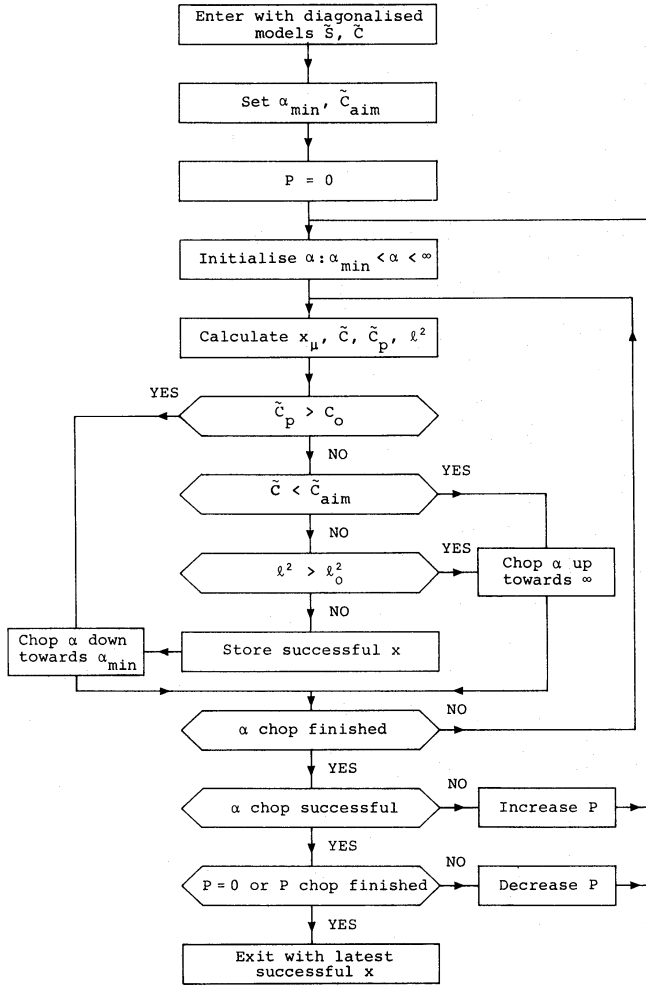 Enter with diagonalised
models S̃, C̃
Set α_min, C̃_aim
P = 0
Initialise α: α_min < α < ∞
Calculate x_μ, C̃, C̃_p, ℓ²
YES
C̃_p > C_o
NO
YES
C̃ < C̃_aim
NO
YES
ℓ² > ℓ_o²
Chop α up
towards ∞
NO
Chop α down
towards α_min
Store successful x
NO
α chop finished
YES
NO
α chop successful
Increase P
YES
NO
P = 0 or P chop finished
Decrease P
YES
Exit with latest
successful x